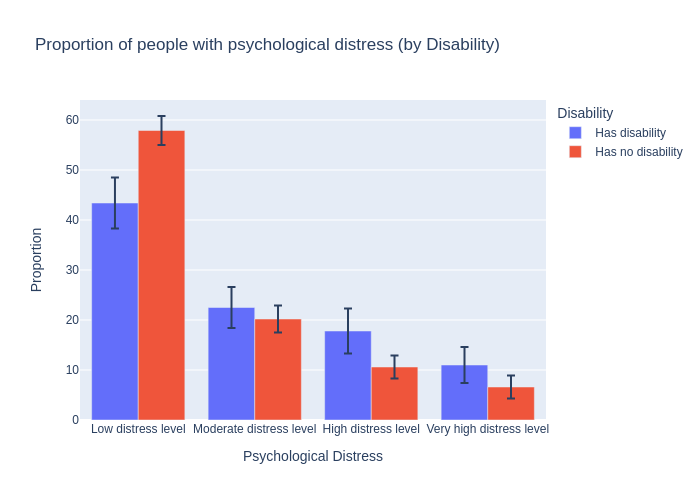 Proportion of people with psychological distress (by Disability)
Disability
Has disability
Has no disability
Proportion
60
50
40
30
20
10
0
Low distress level
Moderate distress level
High distress level
Very high distress level
Psychological Distress